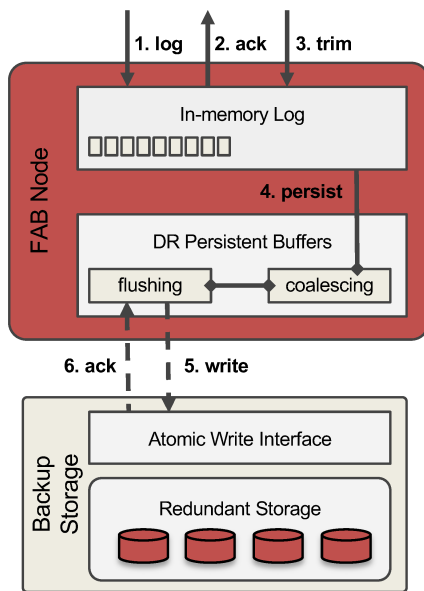 1. log
2. ack
3. trim
FAB Node
In-memory Log
4. persist
DR Persistent Buffers
flushing
coalescing
6. ack
5. write
Backup
Storage
Atomic Write Interface
Redundant Storage